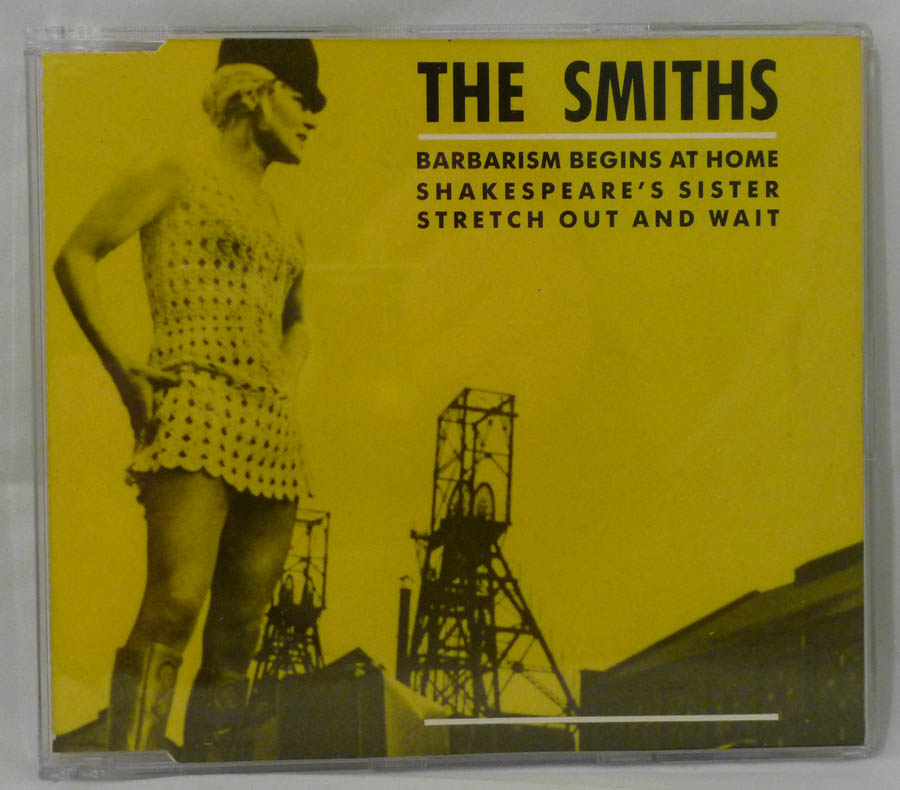 THE SMITHS
BARBARISM BEGINS AT HOME
SHAKESPEARE'S SISTER
STRETCH OUT AND WAIT